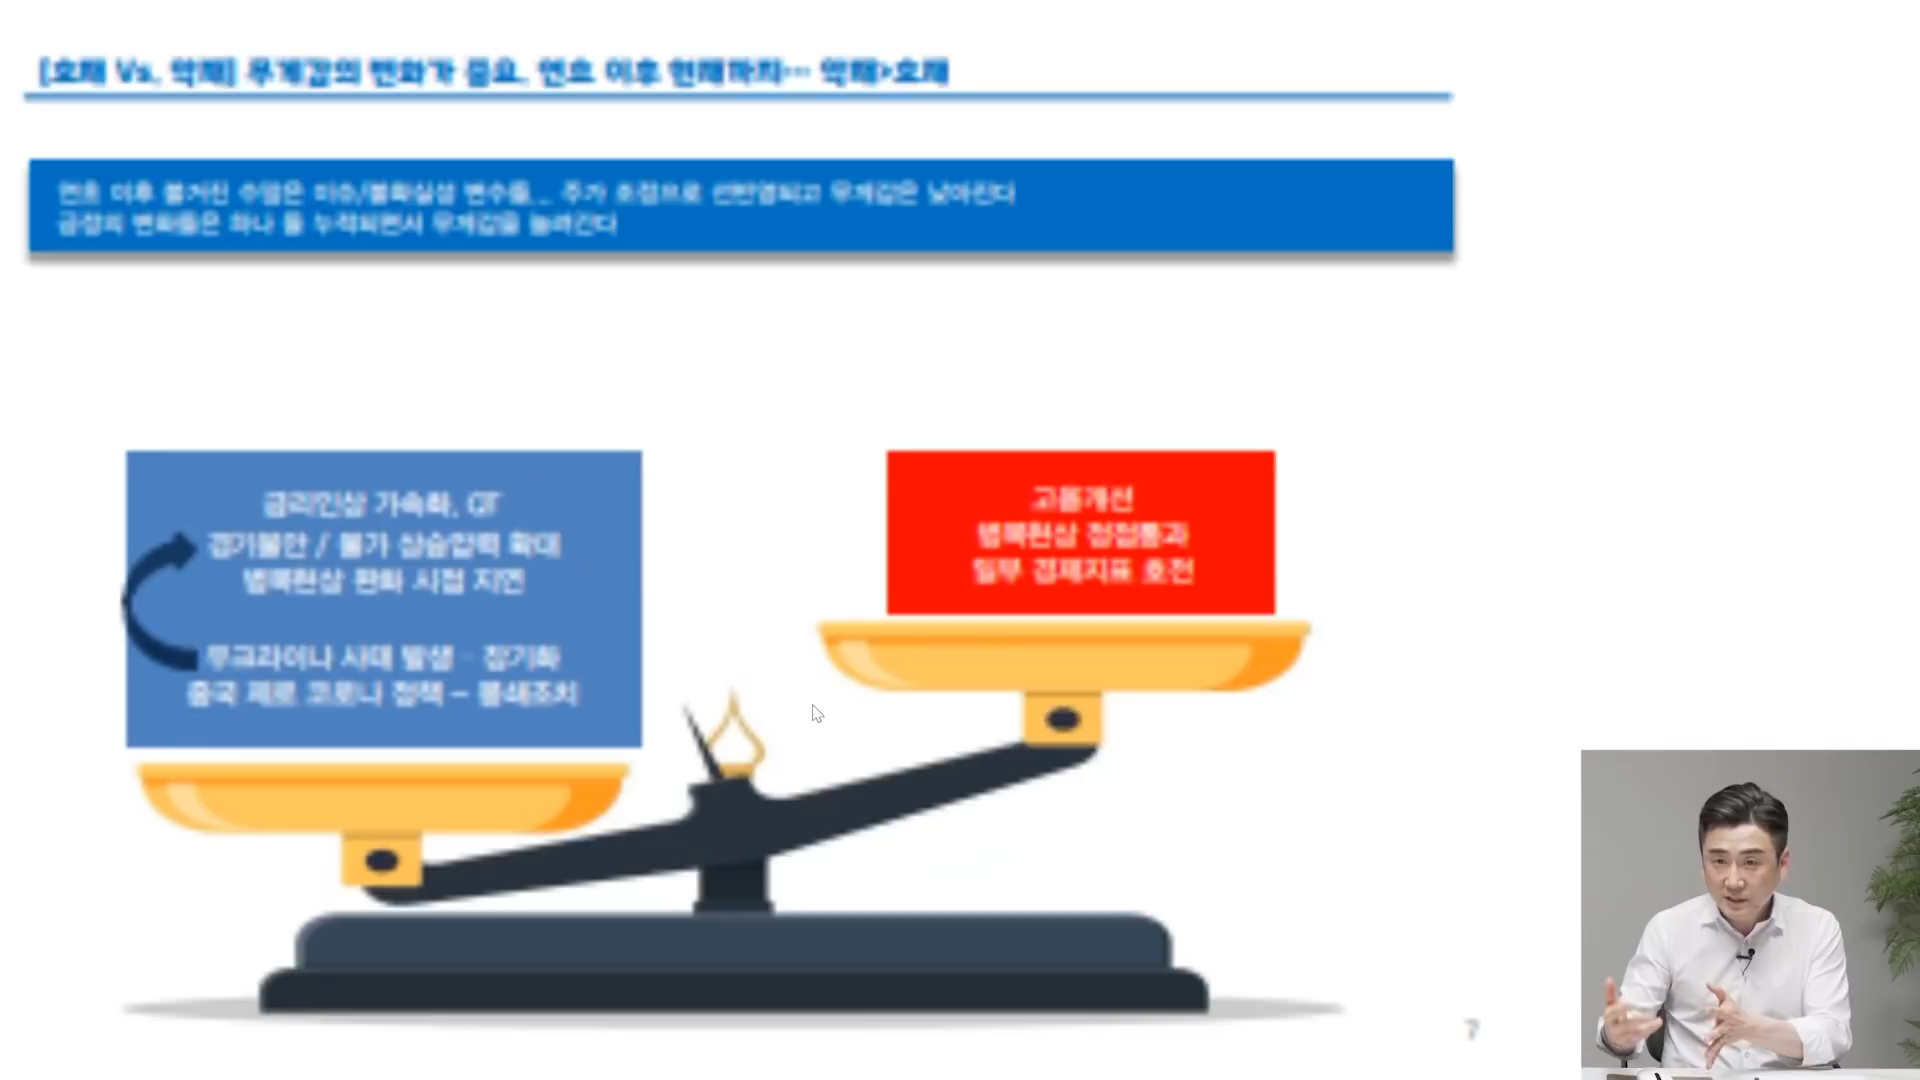 [호재 Vs. 악재] 무게감의 변화가 중요. 연초 이후 현재까지… 악재>호재
연초 이후 불거진 수많은 이슈/불확실성 변수들... 주가 조정으로 선반영되고 무게감은 낮아진다
긍정의 변화들은 하나 둘 누적되면서 무게감을 늘려간다
금리인상 가속화, QT
경기불안 / 물가 상승압력 확대
병목현상 완화 시점 지연
우크라이나 사태 발생 - 장기화
중국 제로 코로나 정책 – 봉쇄조치
고용개선
병목현상 정점통과
일부 경제지표 호전
7